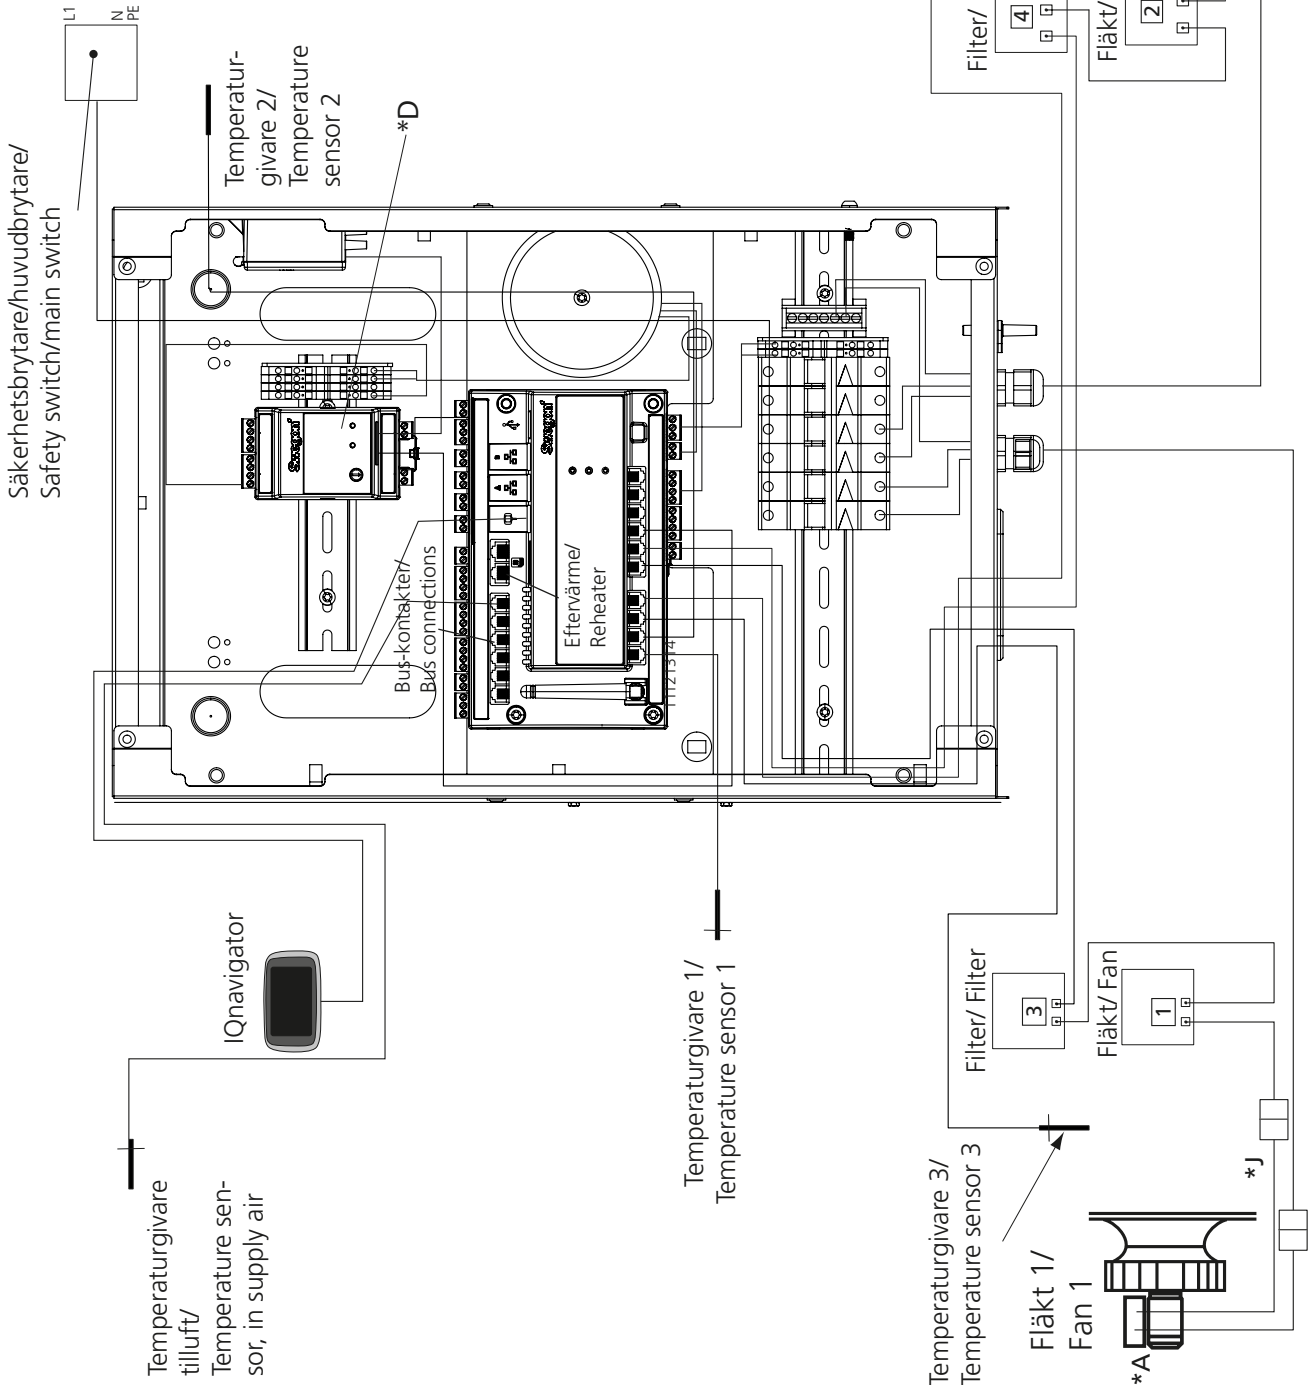 Säkerhetsbrytare/huvudbrytare/
Safety switch/main switch
L1
N
PE
Temperatur-
givare 2/
Temperature
sensor 2
*D
Filter/
4
Fläkt/
2
Swegon
Swegon
Bus-kontakter/
Bus connections
Eftervärme/
Reheater
IQnavigator
Temperaturgivare
tilluft/
Temperature sen-
sor, in supply air
Temperaturgivare 1/
Temperature sensor 1
Filter/ Filter
3
Fläkt/ Fan
1
Temperaturgivare 3/
Temperature sensor 3
Fläkt 1/
Fan 1
*A
*J